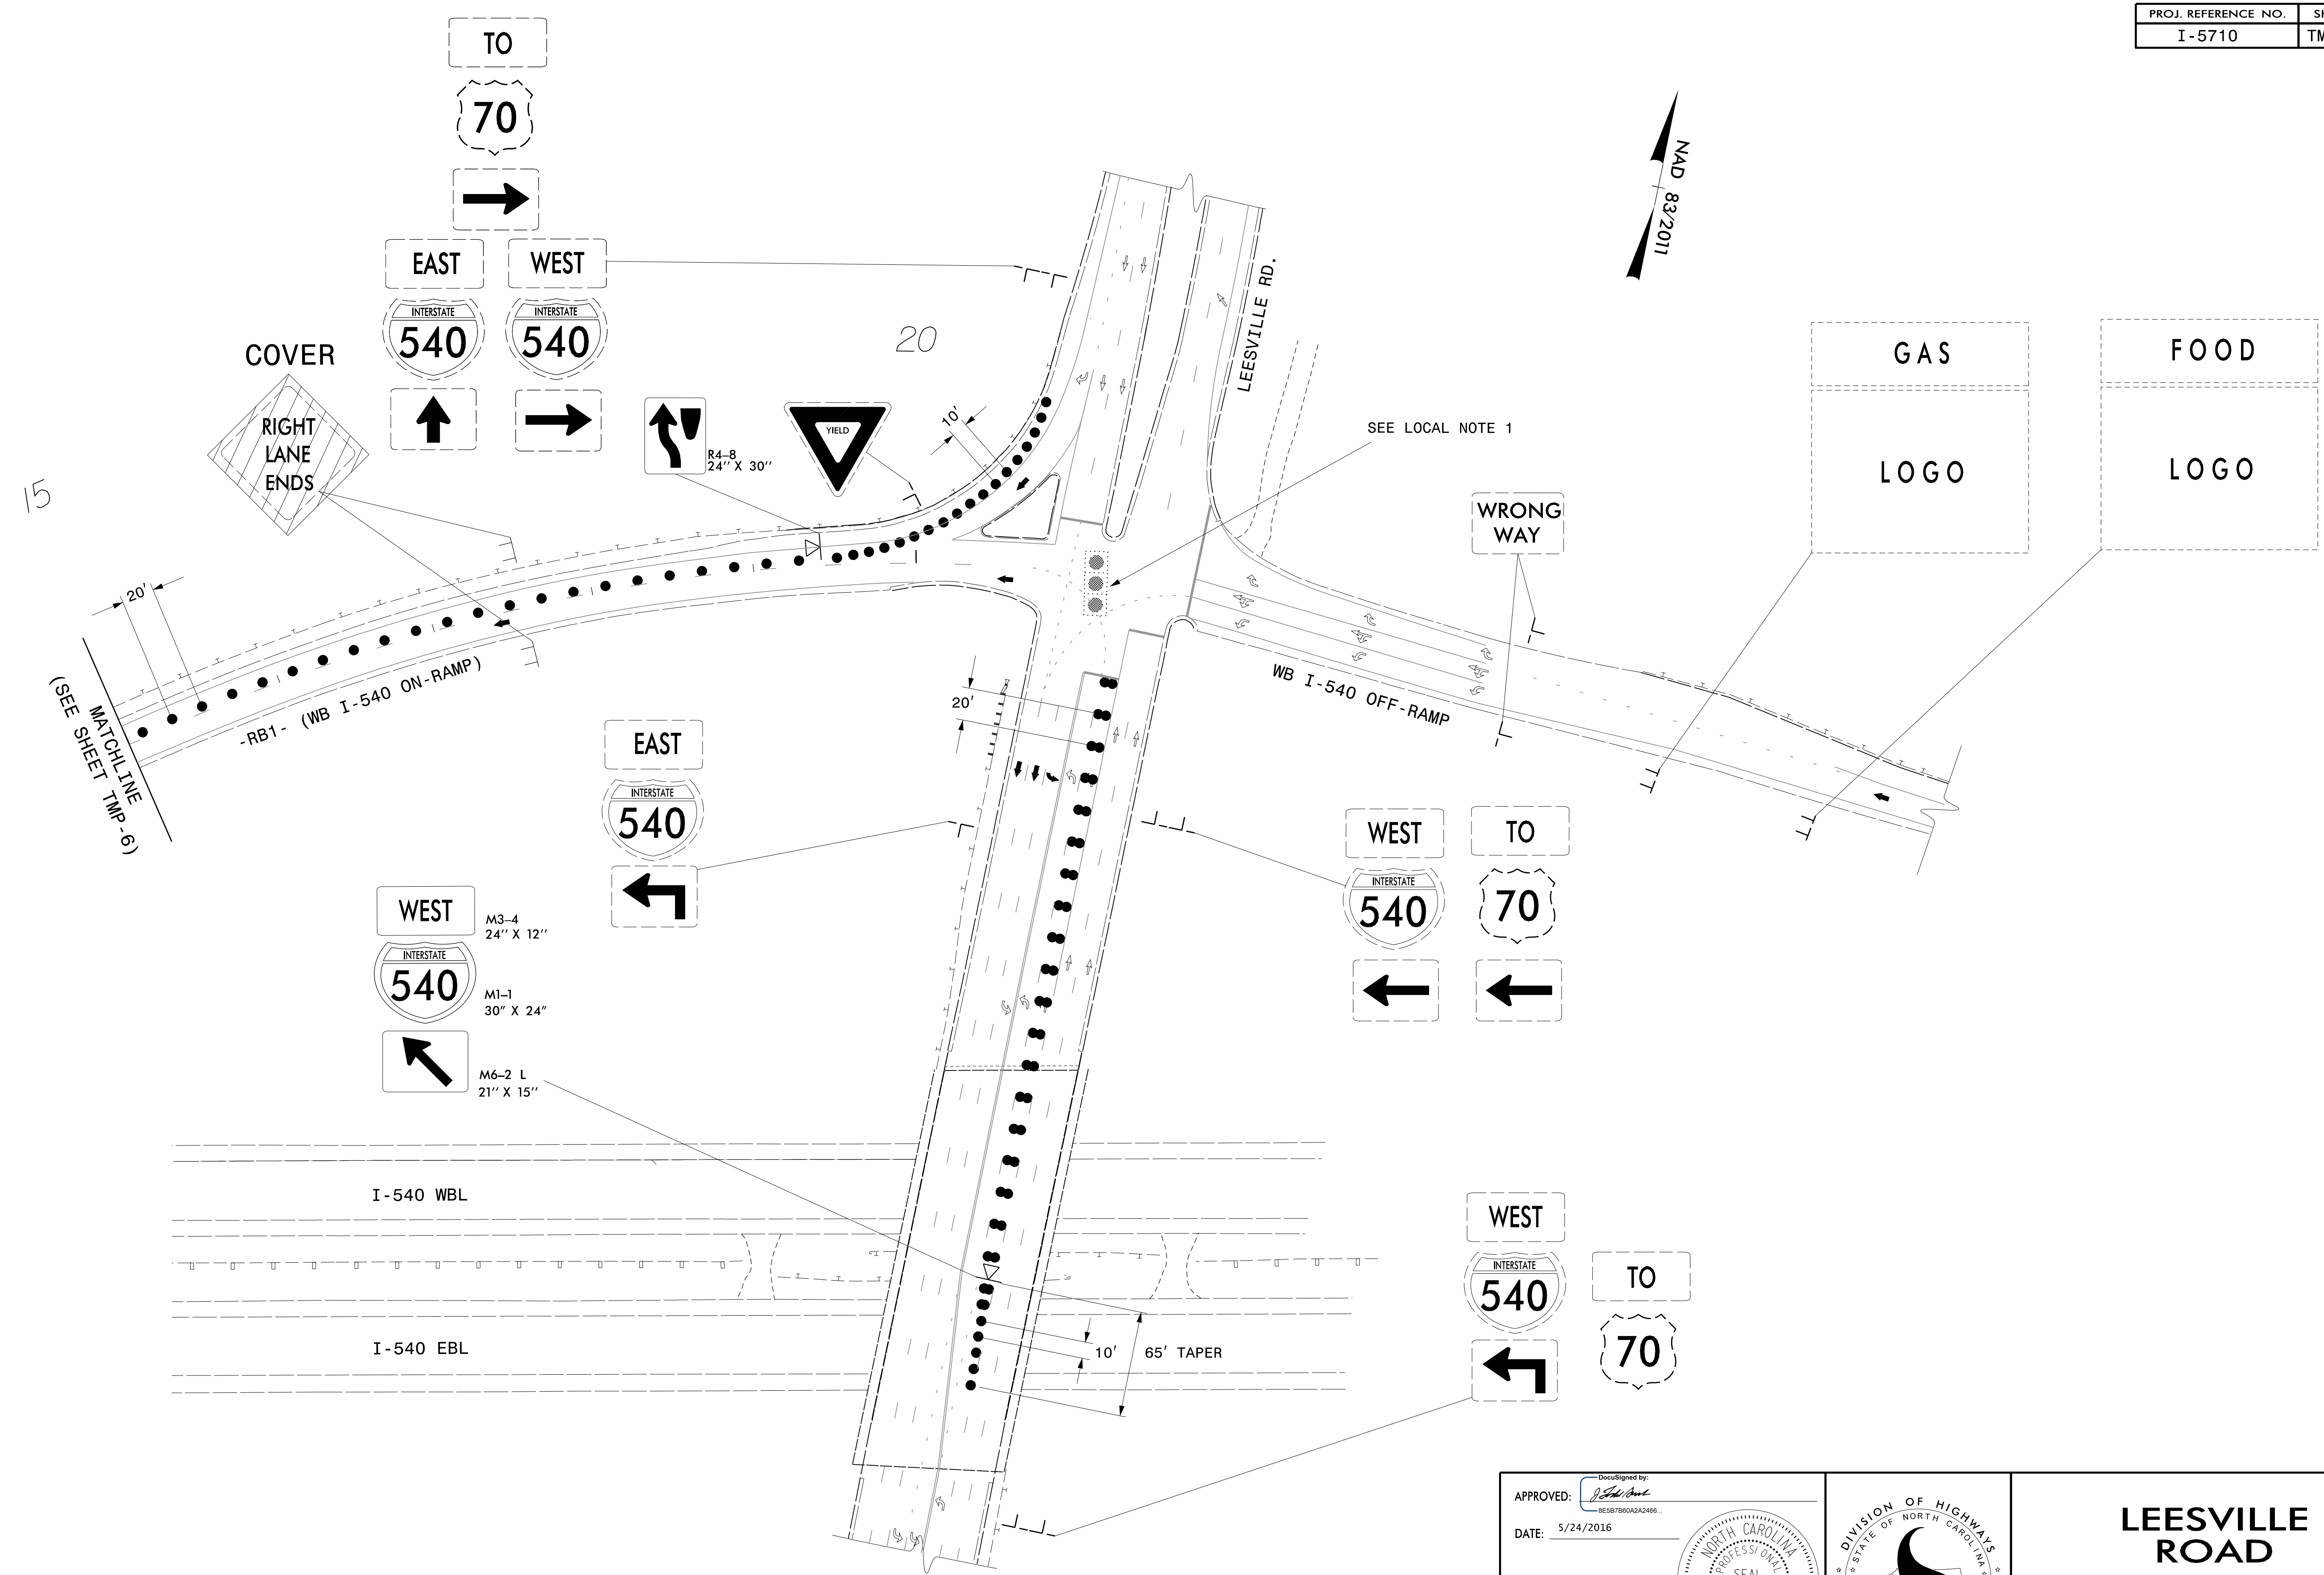 PROJ. REFERENCE NO.
I-5710
TO
70
EAST
WEST
INTERSTATE
540
INTERSTATE
540
COVER
RIGHT
LANE
ENDS
R4-8
24'' X 30''
YIELD
10'
20
15
NAD 83/2011
LEESVILLE RD.
SEE LOCAL NOTE 1
GAS
LOGO
FOOD
LOGO
WRONG
WAY
20'
MATCHLINE
(SEE SHEET TMP-6)
-RB1- (WB I-540 ON-RAMP)
WB I-540 OFF-RAMP
20'
EAST
INTERSTATE
540
WEST
M3-4
24'' X 12''
INTERSTATE
540
M1-1
30" X 24"
M6-2 L
21'' X 15''
WEST
TO
INTERSTATE
540
70
I-540 WBL
I-540 EBL
10'
65' TAPER
WEST
INTERSTATE
540
TO
70
APPROVED:
DocuSigned by:
8E5B7B60A2A2466...
DATE: 5/24/2016
NORTH CAROLINA
PROFESSIONAL
SEAL
DIVISION OF HIGHWAYS
STATE OF NORTH CAROLINA
LEESVILLE
ROAD